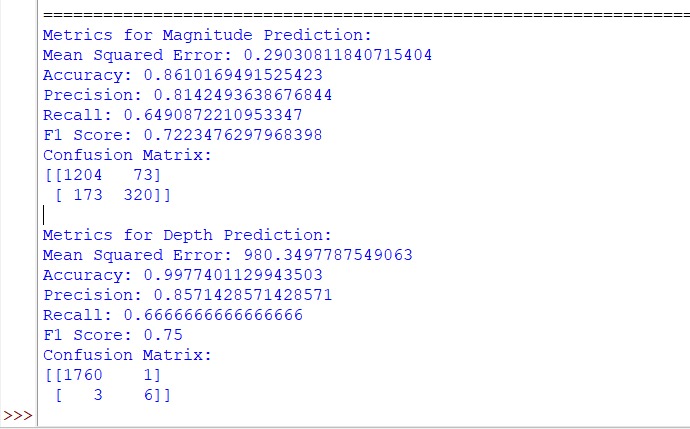 ================================================================
Metrics for Magnitude Prediction:
Mean Squared Error: 0.29030811840715404
Accuracy: 0.8610169491525423
Precision: 0.8142493638676844
Recall: 0.6490872210953347
F1 Score: 0.7223476297968398
Confusion Matrix:
[[1204   73]
 [ 173  320]]
Metrics for Depth Prediction:
Mean Squared Error: 980.3497787549063
Accuracy: 0.9977401129943503
Precision: 0.8571428571428571
Recall: 0.6666666666666666
F1 Score: 0.75
Confusion Matrix:
[[1760    1]
 [   3    6]]
>>>